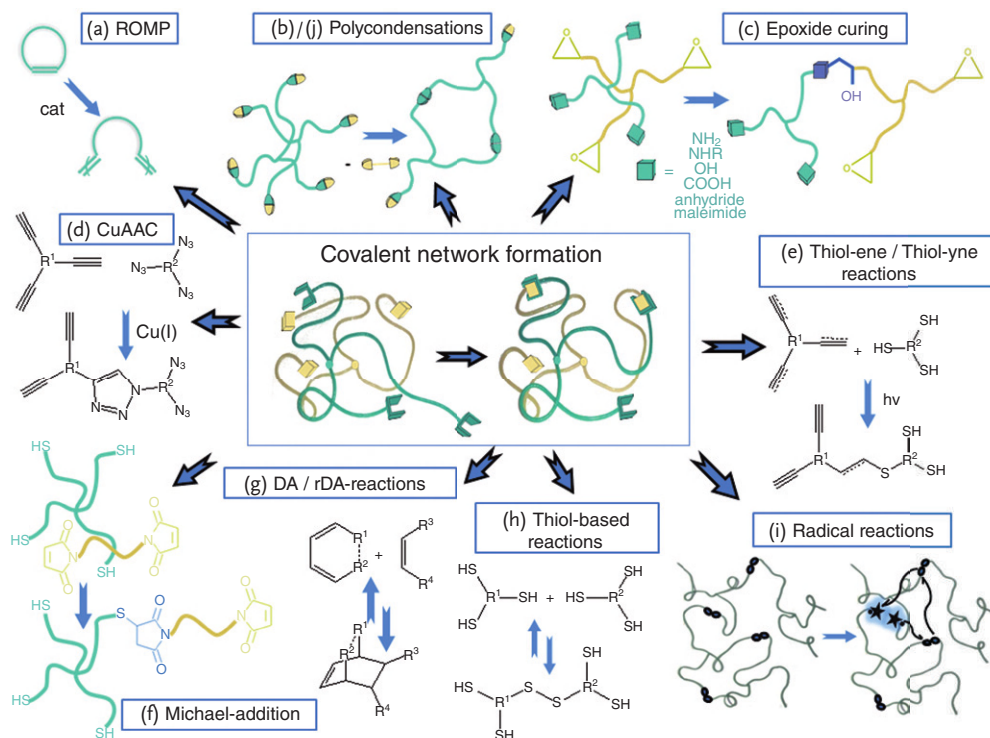 (a) ROMP
cat
(b)/(j) Polycondensations
(c) Epoxide curing
O
O
O
O
O
OH
NH2
NHR
OH
COOH
anhydride
maleimide
=
(d) CuAAC
R1
N3
N3
R2
N3
Cu(I)
R1
N3
R2
N3
N
N
N
Covalent network formation
(e) Thiol-ene / Thiol-yne
reactions
R1
+
SH
HS
R2
SH
hv
R1
S
SH
R2
SH
HS
SH
HS
SH
O
N
O
O
N
O
HS
S
O
N
O
O
N
O
HS
SH
(f) Michael-addition
(g) DA / rDA-reactions
R1
R2
+
R3
R4
R1
R2
R3
R4
(h) Thiol-based
reactions
SH
R1
SH
SH
+
SH
HS
R2
SH
HS
R1
SH
S
S
SH
R2
SH
(i) Radical reactions